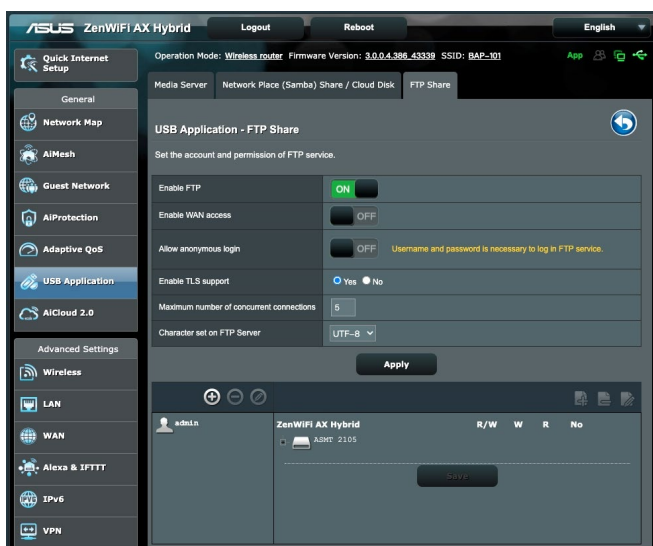 ASUS ZenWiFi AX Hybrid Logout Reboot English
Quick Internet Setup
Operation Mode: Wireless router Firmware Version: 3.0.0.4.386_43339 SSID: BAP-101 App
Media Server Network Place (Samba) Share / Cloud Disk FTP Share
General
Network Map
AiMesh
Guest Network
AiProtection
Adaptive QoS
USB Application
AiCloud 2.0
Advanced Settings
Wireless
LAN
WAN
Alexa & IFTTT
IPv6
VPN
USB Application - FTP Share
Set the account and permission of FTP service.
Enable FTP ON
Enable WAN access OFF
Allow anonymous login OFF Username and password is necessary to log in FTP service.
Enable TLS support Yes No
Maximum number of concurrent connections 5
Character set on FTP Server UTF-8
Apply
admin ZenWiFi AX Hybrid R/W W R No
ASMT 2105
Save